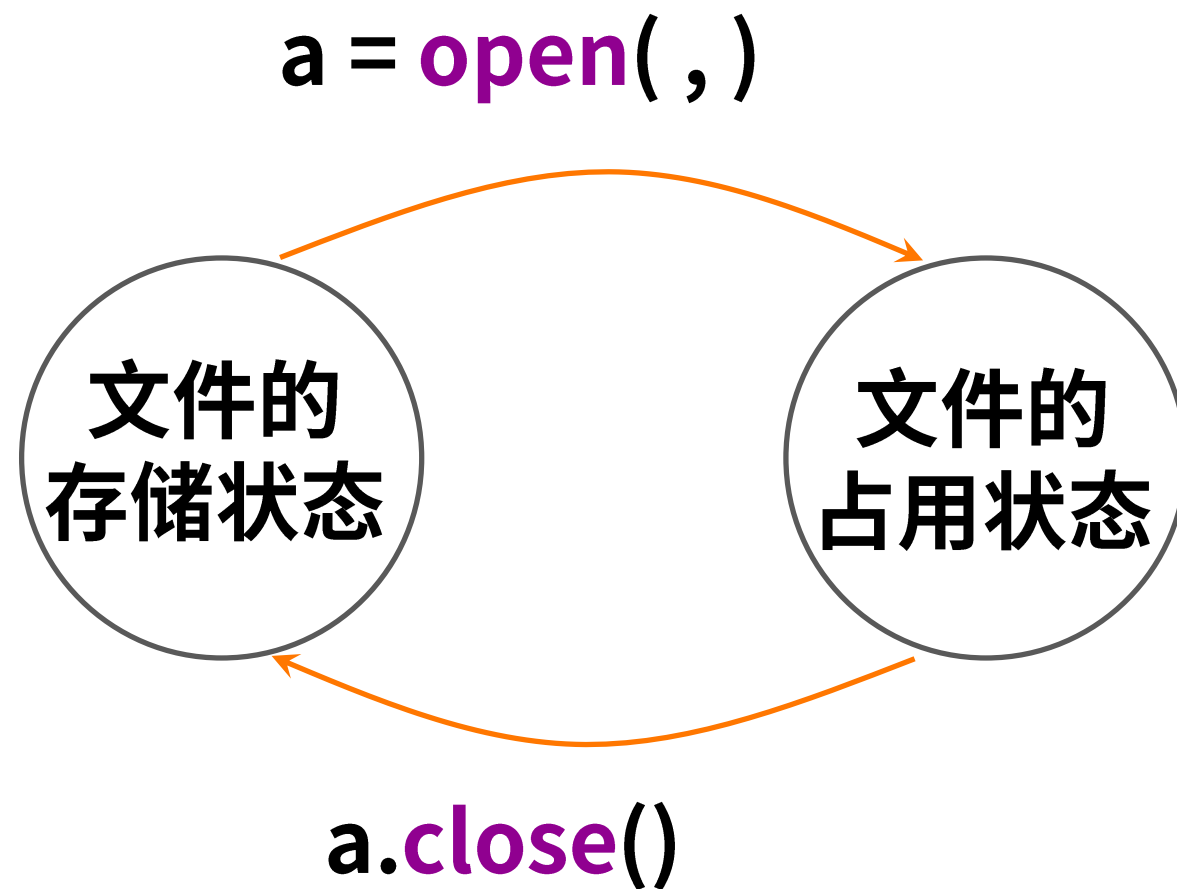 a = open( , )
文件的
存储状态
文件的
占用状态
a.close()